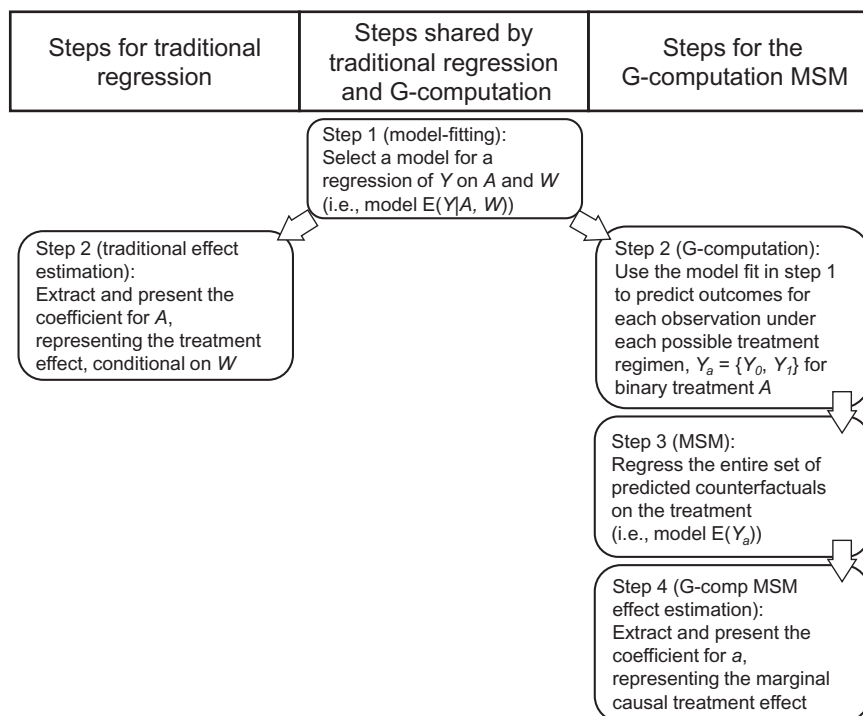 Steps for traditional
regression
Steps shared by
traditional regression
and G-computation
Steps for the
G-computation MSM
Step 1 (model-fitting):
Select a model for a
regression of Y on A and W
(i.e., model E(Y|A, W))
Step 2 (traditional effect
estimation):
Extract and present the
coefficient for A,
representing the treatment
effect, conditional on W
Step 2 (G-computation):
Use the model fit in step 1
to predict outcomes for
each observation under
each possible treatment
regimen, Yₐ = {Y₀, Y₁} for
binary treatment A
Step 3 (MSM):
Regress the entire set of
predicted counterfactuals
on the treatment
(i.e., model E(Yₐ))
Step 4 (G-comp MSM
effect estimation):
Extract and present the
coefficient for a,
representing the marginal
causal treatment effect